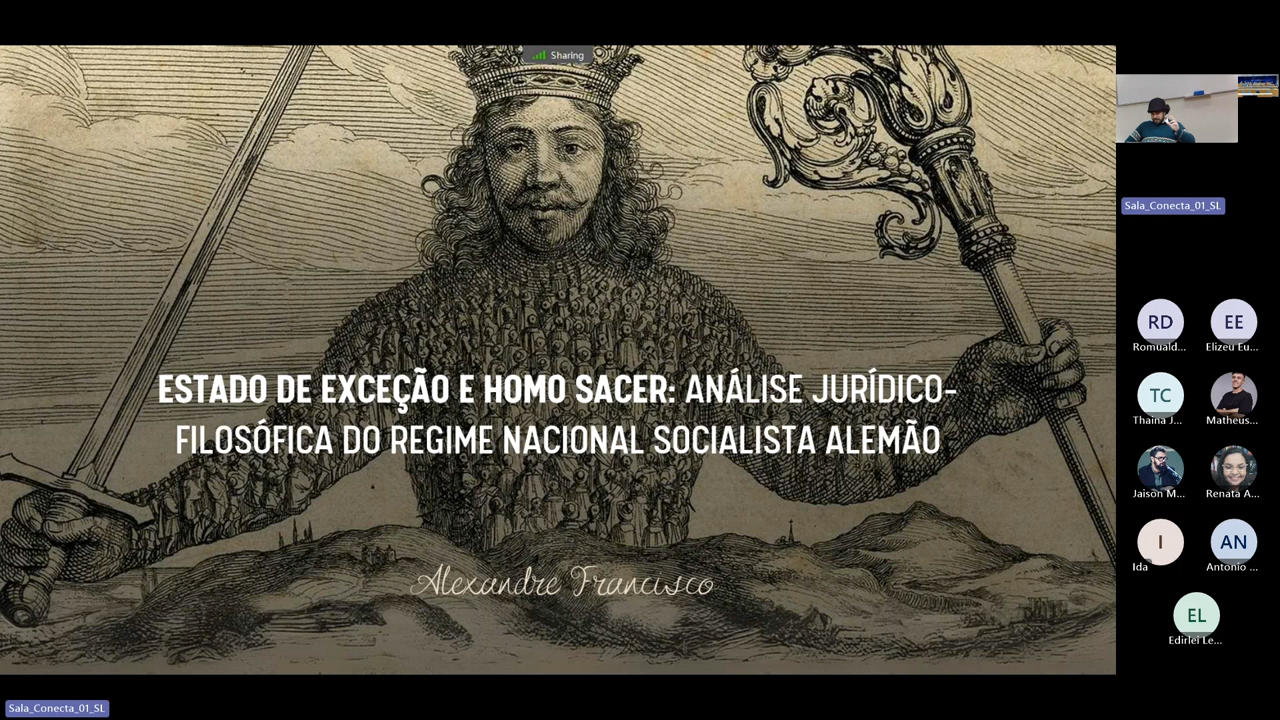 Sharing
ESTADO DE EXCEÇÃO E HOMO SACER: ANÁLISE JURÍDICO-
FILOSÓFICA DO REGIME NACIONAL SOCIALISTA ALEMÃO
Alexandre Francisco
Sala_Conecta_01_SL
RD
EE
Romuald...
Elizeu Eu...
TC
Thaina J...
Matheus...
Jaison M...
Renata A...
I
AN
Ida
Antonio ...
EL
Edirlei Le...
Sala_Conecta_01_SL